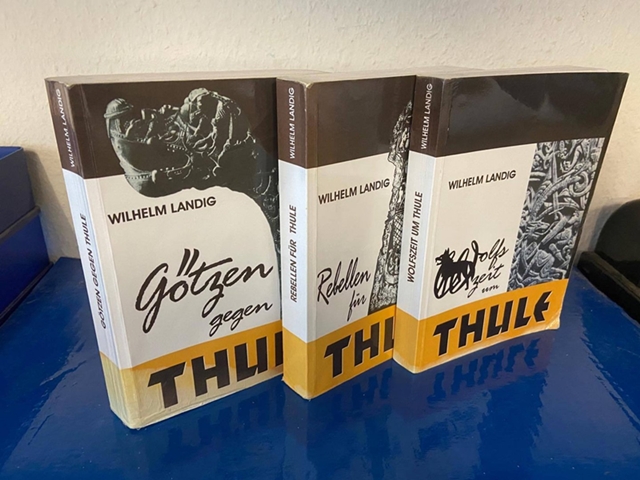 WILHELM LANDIG
GÖTZEN GEGEN THULE
WILHELM LANDIG
Götzen
gegen
THULE
WILHELM LANDIG
REBELLEN FÜR THULE
WILHELM LANDIG
Rebellen
für
THUL
WILHELM LANDIG
WOLFSZEIT UM THULE
WILHELM LANDIG
Wolfs
zeit
um
THULE